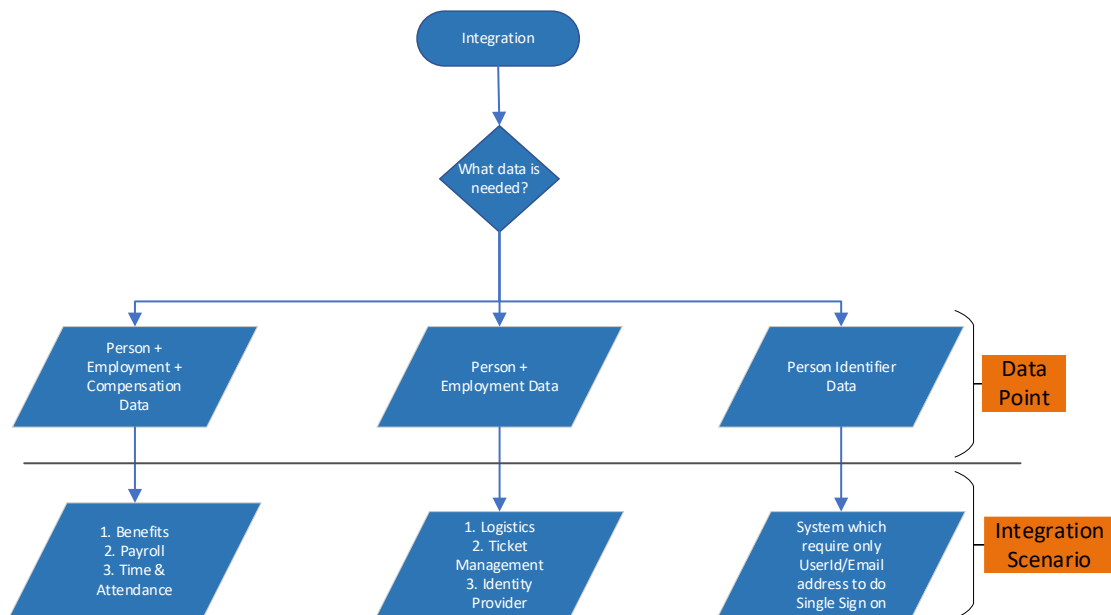 Integration
What data is
needed?
Person +
Employment +
Compensation
Data
Person +
Employment Data
Person Identifier
Data
Data
Point
1. Benefits
2. Payroll
3. Time &
Attendance
1. Logistics
2. Ticket
Management
3. Identity
Provider
System which
require only
UserId/Email
address to do
Single Sign on
Integration
Scenario